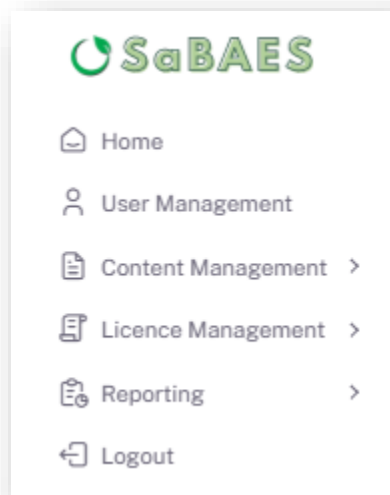 SaBAES
Home
User Management
Content Management
Licence Management
Reporting
Logout